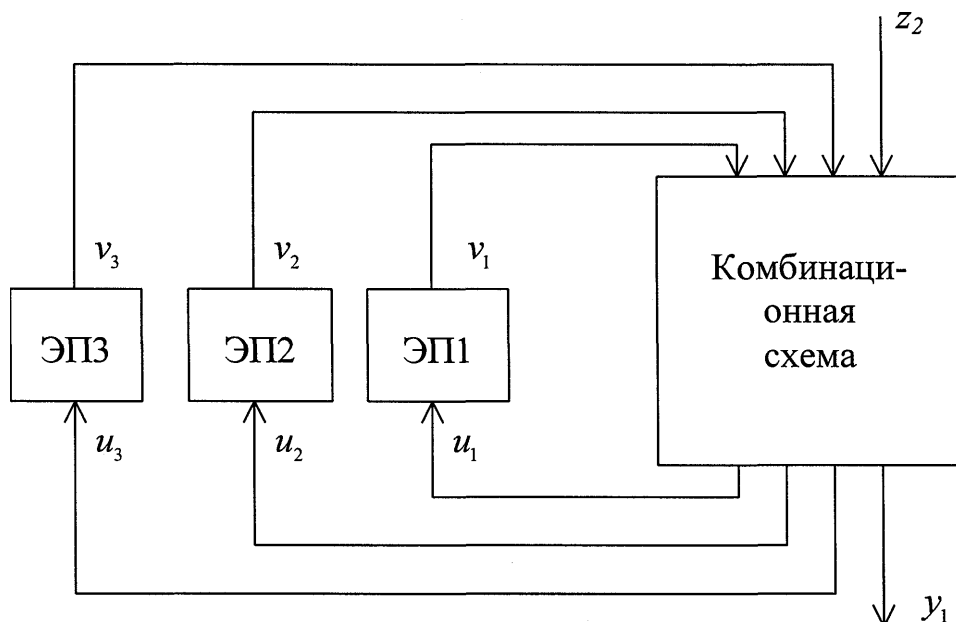 z₂
v₃
v₂
v₁
Комбинаци-
онная
схема
ЭП3
ЭП2
ЭП1
u₃
u₂
u₁
y₁